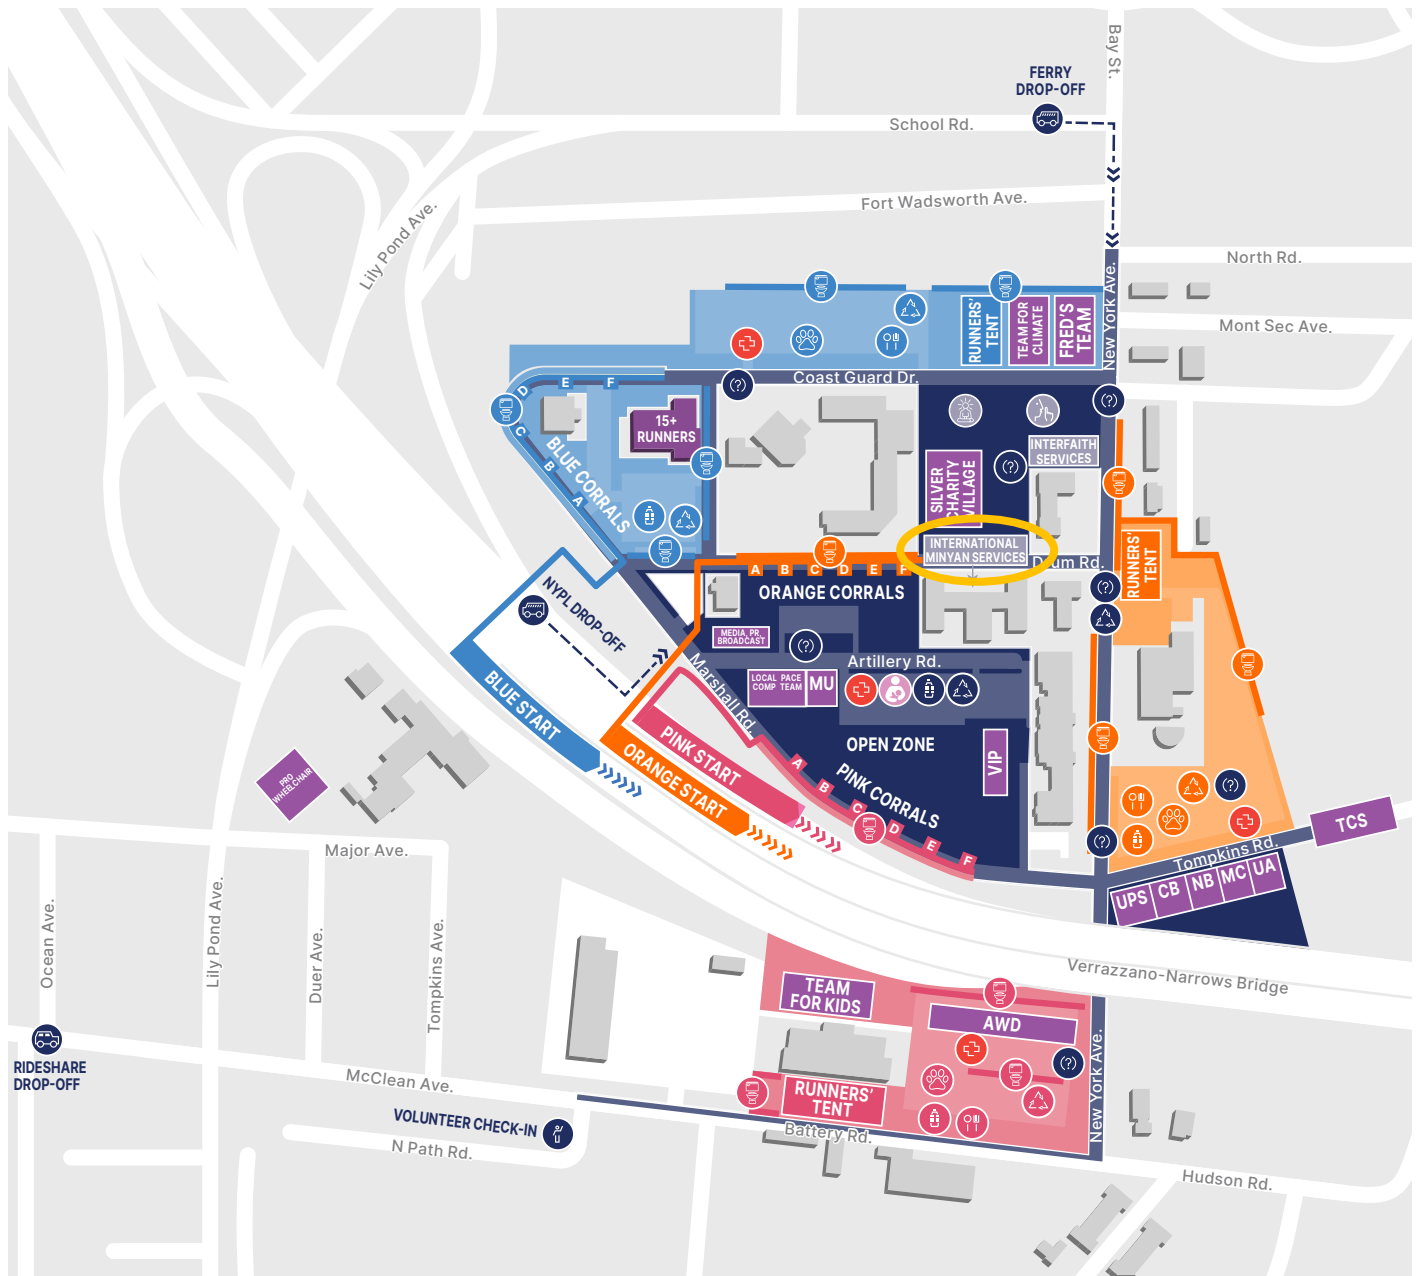 Bay St.
FERRY
DROP-OFF
School Rd.
Fort Wadsworth Ave.
Lily Pond Ave.
North Rd.
New York Ave.
Mont Sec Ave.
RUNNERS'
TENT
TEAM FOR
CLIMATE
FRED'S
TEAM
Coast Guard Dr.
D
E
F
C
B
A
15+
RUNNERS
BLUE CORRALS
INTERFAITH
SERVICES
SILVER
CHARITY
VILLAGE
INTERNATIONAL
MINYAN SERVICES
Drum Rd.
RUNNERS'
TENT
A
B
C
D
E
F
ORANGE CORRALS
NYPL DROP-OFF
MEDIA, PR,
BROADCAST
Artillery Rd.
Marshall Rd.
LOCAL
COMP
PACE
TEAM
MU
BLUE START
PINK START
ORANGE START
OPEN ZONE
VIP
PINK CORRALS
A
B
C
D
E
F
PRO
WHEELCHAIR
TCS
Tompkins Rd.
UPS
CB
NB
MC
UA
Major Ave.
Ocean Ave.
Lily Pond Ave.
Duer Ave.
Tompkins Ave.
Verrazzano-Narrows Bridge
TEAM
FOR KIDS
AWD
RUNNERS'
TENT
New York Ave.
RIDESHARE
DROP-OFF
McClean Ave.
VOLUNTEER CHECK-IN
N Path Rd.
Battery Rd.
Hudson Rd.